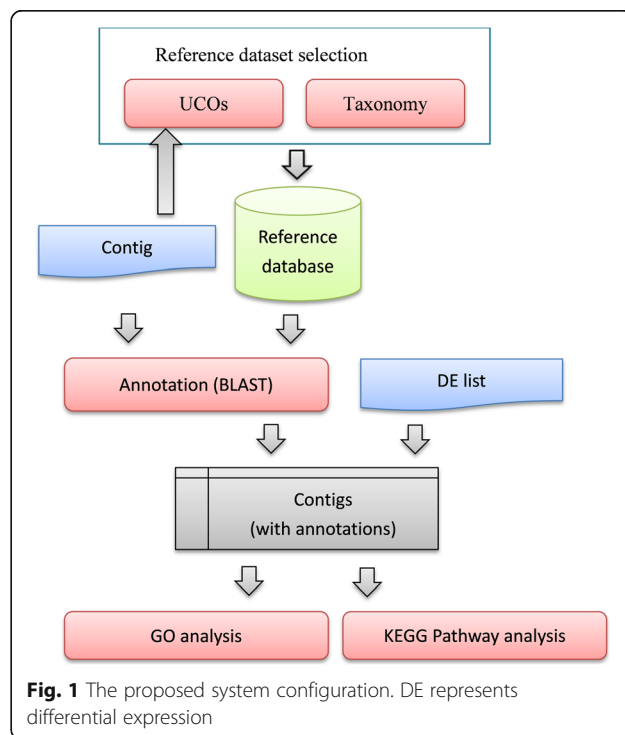 Reference dataset selection
UCOs
Taxonomy
Contig
Reference
database
Annotation (BLAST)
DE list
Contigs
(with annotations)
GO analysis
KEGG Pathway analysis
Fig. 1 The proposed system configuration. DE represents
differential expression